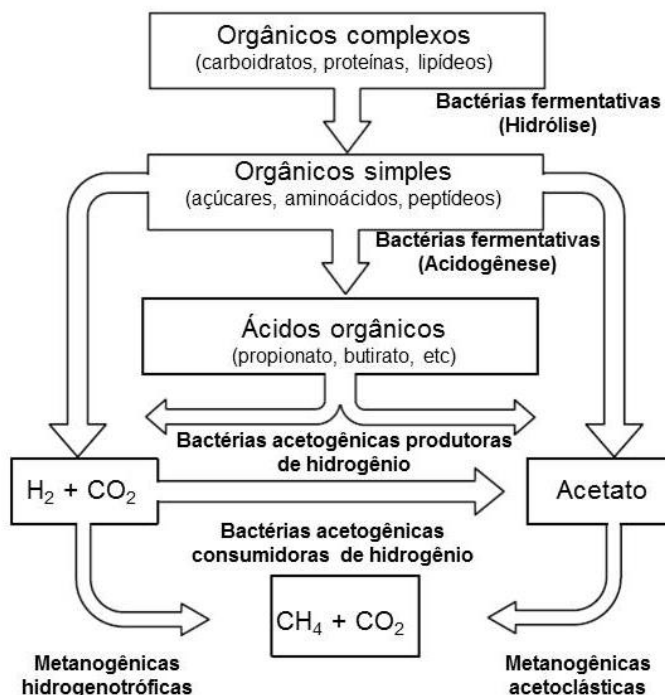 Orgânicos complexos
(carboidratos, proteínas, lipídeos)
Bactérias fermentativas
(Hidrólise)
Orgânicos simples
(açúcares, aminoácidos, peptídeos)
Bactérias fermentativas
(Acidogênese)
Ácidos orgânicos
(propionato, butirato, etc)
Bactérias acetogênicas produtoras
de hidrogênio
H₂ + CO₂
Acetato
Bactérias acetogênicas
consumidoras de hidrogênio
CH₄ + CO₂
Metanogênicas
hidrogenotróficas
Metanogênicas
acetoclásticas